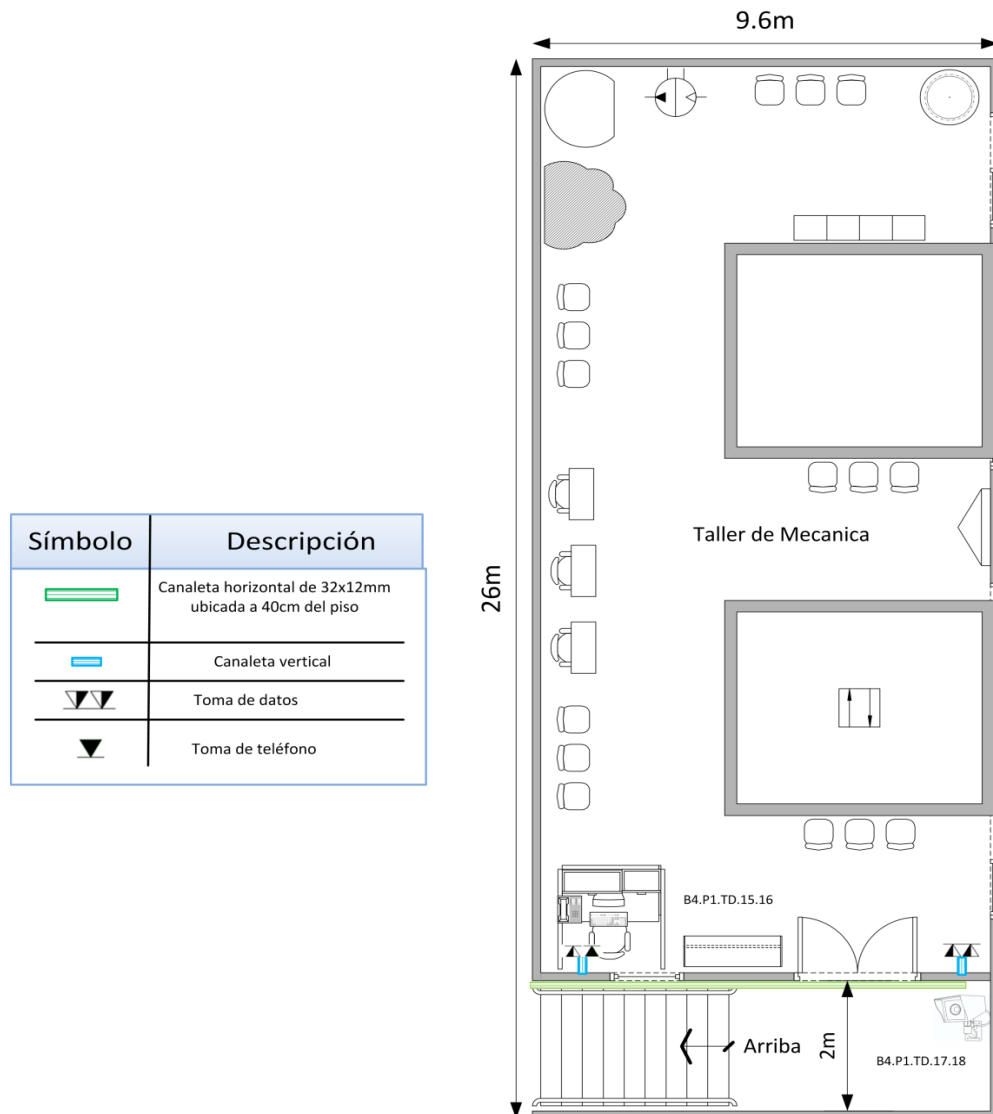 9.6m
26m
Símbolo Descripción
Canaleta horizontal de 32x12mm
ubicada a 40cm del piso
Canaleta vertical
Toma de datos
Toma de teléfono
Taller de Mecanica
B4.P1.TD.15.16
Arriba
2m
B4.P1.TD.17.18